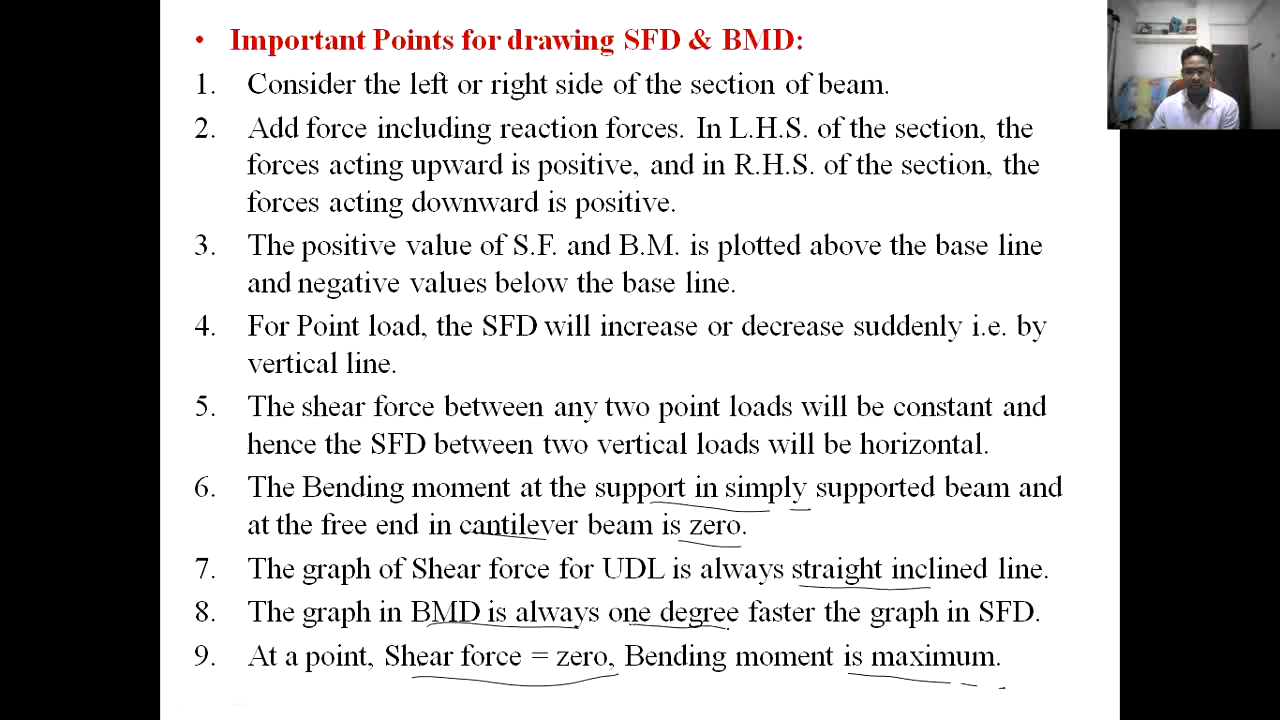 • Important Points for drawing SFD & BMD:
1. Consider the left or right side of the section of beam.
2. Add force including reaction forces. In L.H.S. of the section, the
forces acting upward is positive, and in R.H.S. of the section, the
forces acting downward is positive.
3. The positive value of S.F. and B.M. is plotted above the base line
and negative values below the base line.
4. For Point load, the SFD will increase or decrease suddenly i.e. by
vertical line.
5. The shear force between any two point loads will be constant and
hence the SFD between two vertical loads will be horizontal.
6. The Bending moment at the support in simply supported beam and
at the free end in cantilever beam is zero.
7. The graph of Shear force for UDL is always straight inclined line.
8. The graph in BMD is always one degree faster the graph in SFD.
9. At a point, Shear force = zero, Bending moment is maximum.